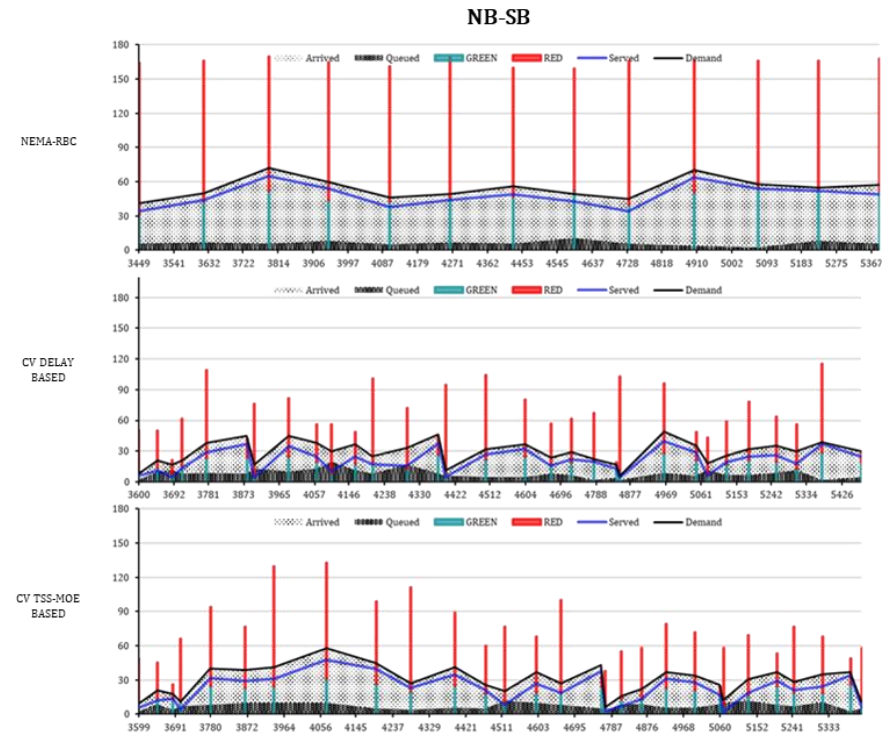 NB-SB
NEMA-RBC
180
150
120
90
60
30
0
Arrived Queued GREEN RED Served Demand
3449 3541 3632 3722 3814 3906 3997 4087 4179 4271 4362 4453 4545 4637 4728 4818 4910 5002 5093 5183 5275 5367
CV DELAY
BASED
180
150
120
90
60
30
0
Arrived Queued GREEN RED Served Demand
3600 3692 3781 3873 3965 4057 4146 4238 4330 4422 4512 4604 4696 4788 4877 4969 5061 5153 5242 5334 5426
CV TSS-MOE
BASED
180
150
120
90
60
30
0
Arrived Queued GREEN RED Served Demand
3599 3691 3780 3872 3964 4056 4145 4237 4329 4421 4511 4603 4695 4787 4876 4968 5060 5152 5241 5333